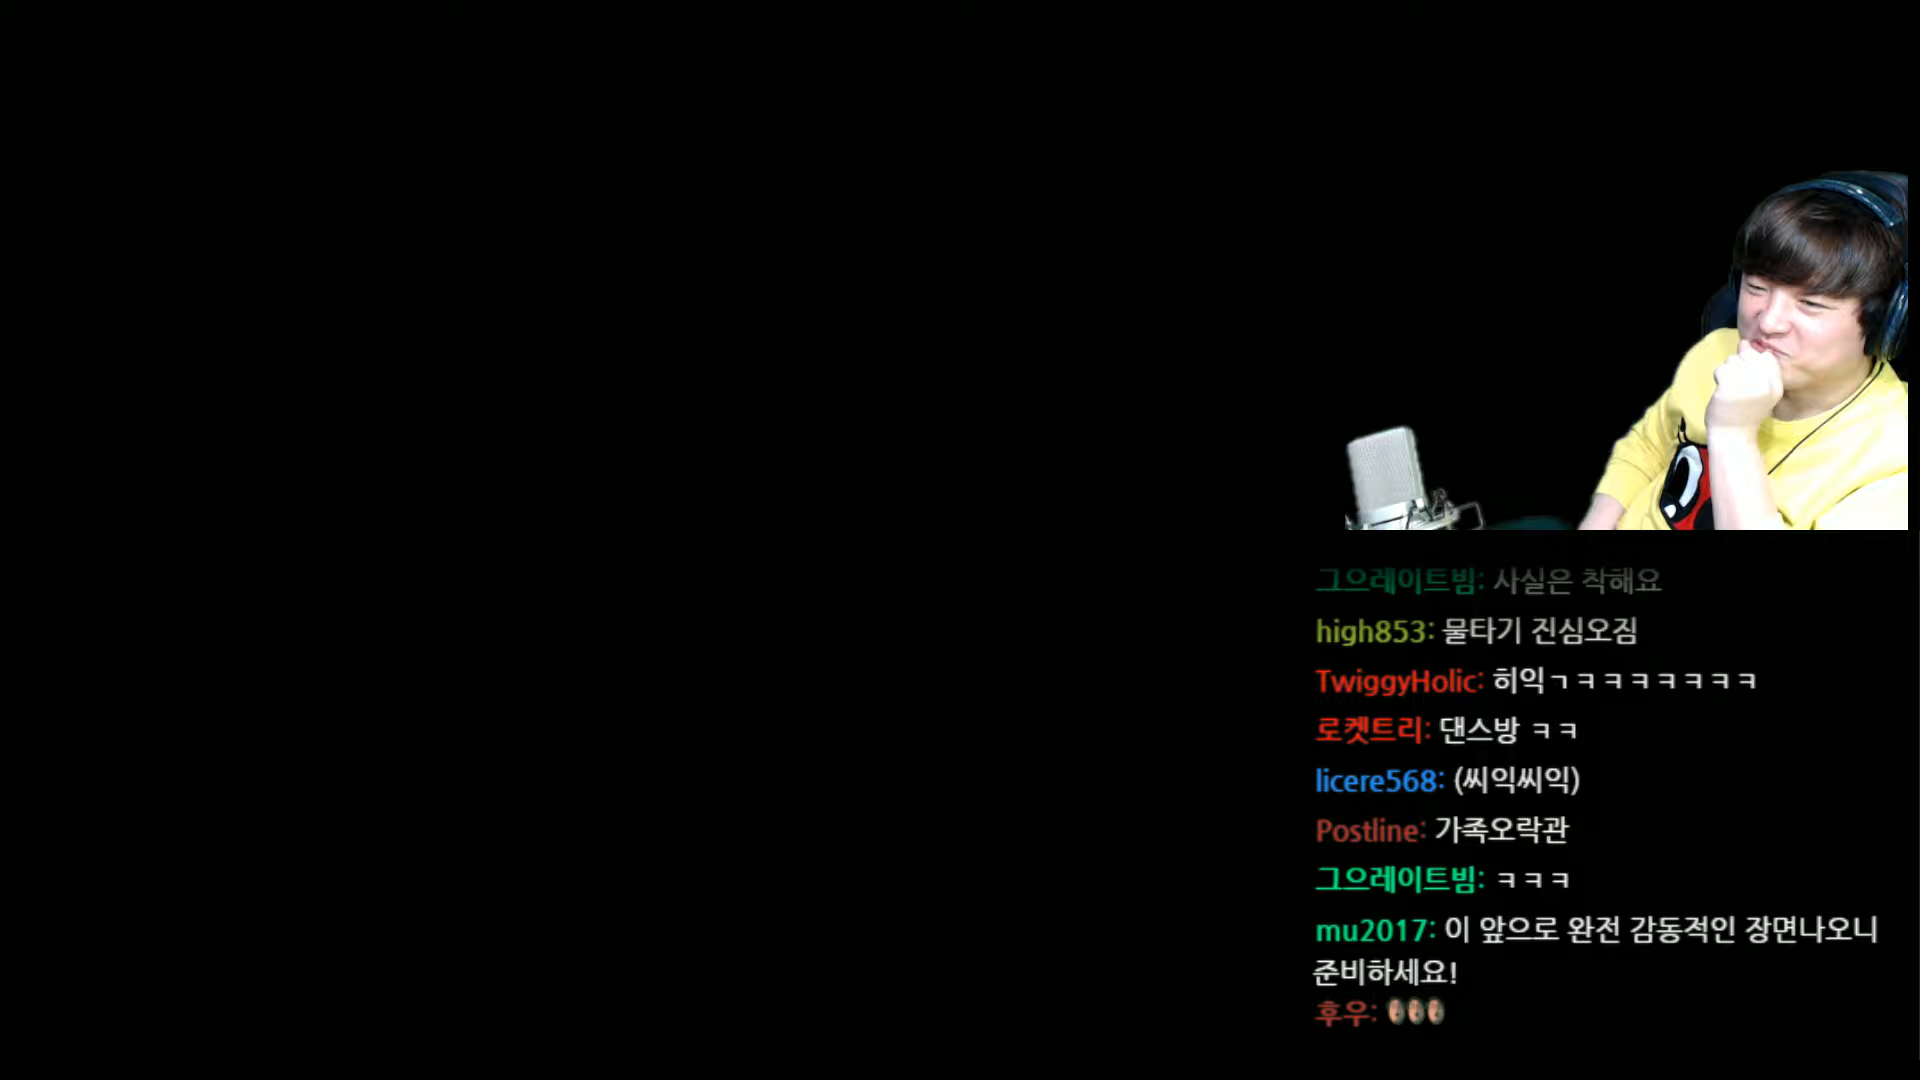 그으레이트빔: 사실은 착해요
high853: 물타기 진심오짐
TwiggyHolic: 히익ㄱㅋㅋㅋㅋㅋㅋㅋ
로켓트리: 댄스방 ㅋㅋ
licere568: (씨익씨익)
Postline: 가족오락관
그으레이트빔: ㅋㅋㅋ
mu2017: 이 앞으로 완전 감동적인 장면나오니
준비하세요!
후우: